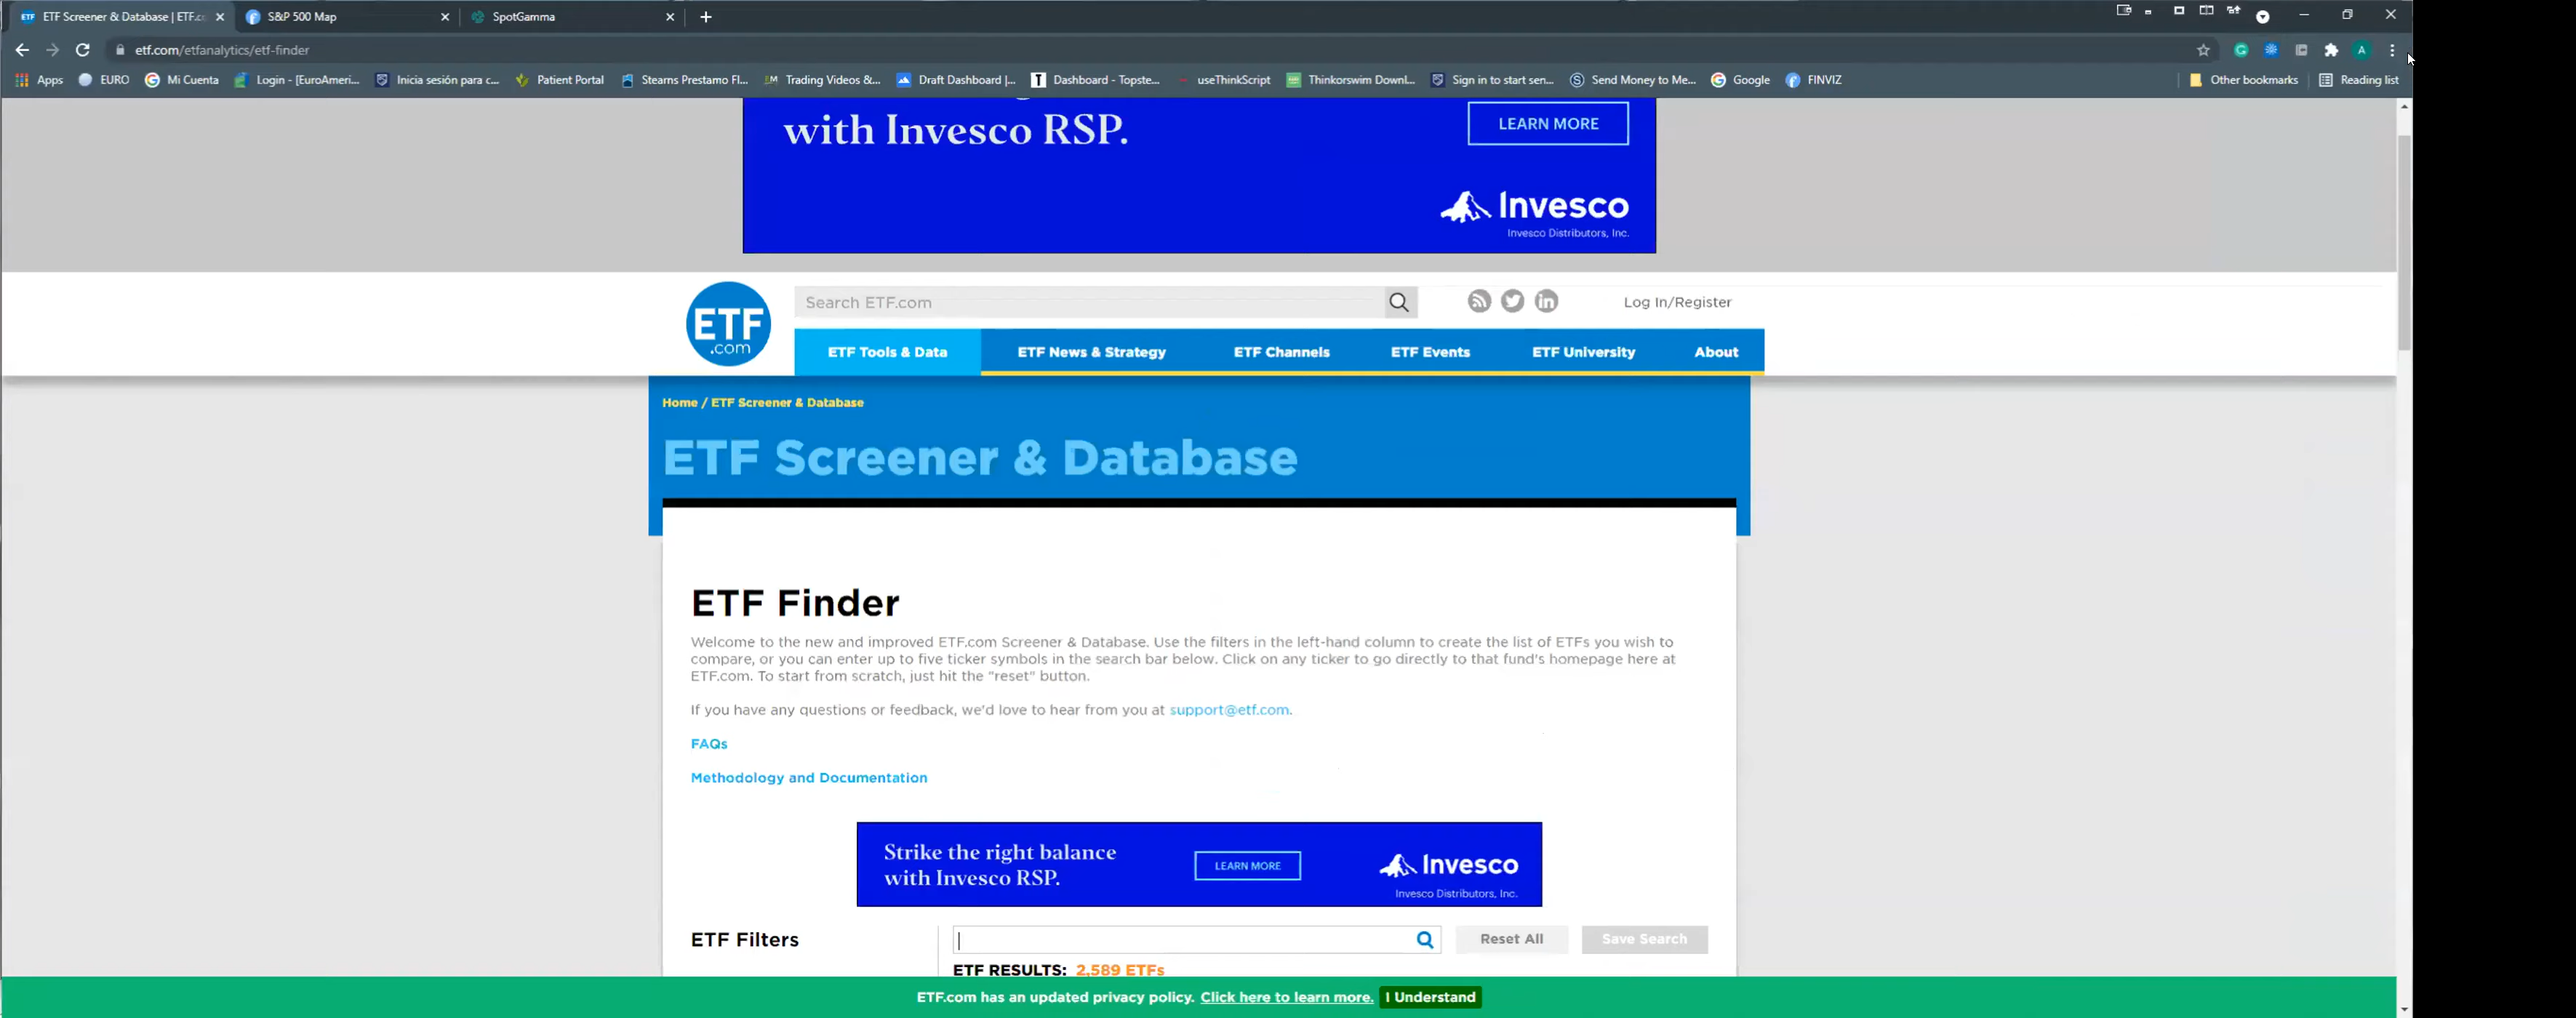 ETF Screener & Database | ETF.c
S&P 500 Map
SpotGamma
etf.com/etfanalytics/etf-finder
A
Apps
EURO
Mi Cuenta
Login - [EuroAmeri...
Inicia sesión para c...
Patient Portal
Stearns Prestamo Fl...
Trading Videos &...
Draft Dashboard |...
Dashboard - Topste...
useThinkScript
Thinkorswim Downl...
Sign in to start sen...
Send Money to Me...
Google
FINVIZ
Other bookmarks
Reading list
with Invesco RSP.
LEARN MORE
Invesco
Invesco Distributors, Inc.
ETF
.com
Search ETF.com
Log In/Register
ETF Tools & Data
ETF News & Strategy
ETF Channels
ETF Events
ETF University
About
Home / ETF Screener & Database
ETF Screener & Database
ETF Finder
Welcome to the new and improved ETF.com Screener & Database. Use the filters in the left-hand column to create the list of ETFs you wish to
compare, or you can enter up to five ticker symbols in the search bar below. Click on any ticker to go directly to that fund's homepage here at
ETF.com. To start from scratch, just hit the "reset" button.
If you have any questions or feedback, we'd love to hear from you at support@etf.com.
FAQs
Methodology and Documentation
Strike the right balance
with Invesco RSP.
LEARN MORE
Invesco
Invesco Distributors, Inc.
ETF Filters
Reset All
Save Search
ETF RESULTS: 2,589 ETFs
ETF.com has an updated privacy policy. Click here to learn more. I Understand